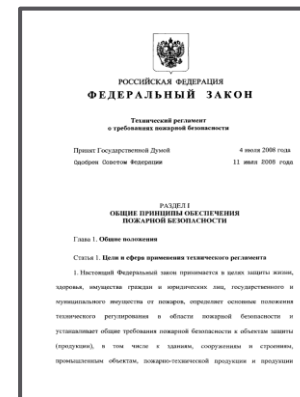 РОССИЙСКАЯ ФЕДЕРАЦИЯ
ФЕДЕРАЛЬНЫЙ ЗАКОН
Технический регламент
о требованиях пожарной безопасности
Принят Государственной Думой 4 июля 2008 года
Одобрен Советом Федерации 11 июля 2008 года
РАЗДЕЛ I
ОБЩИЕ ПРИНЦИПЫ ОБЕСПЕЧЕНИЯ
ПОЖАРНОЙ БЕЗОПАСНОСТИ
Глава 1. Общие положения
Статья 1. Цели и сфера применения технического регламента
1. Настоящий Федеральный закон принимается в целях защиты жизни,
здоровья, имущества граждан и юридических лиц, государственного и
муниципального имущества от пожаров, определяет основные положения
технического регулирования в области пожарной безопасности и
устанавливает общие требования пожарной безопасности к объектам защиты
(продукции), в том числе к зданиям, сооружениям и строениям,
промышленным объектам, пожарно-технической продукции и продукции